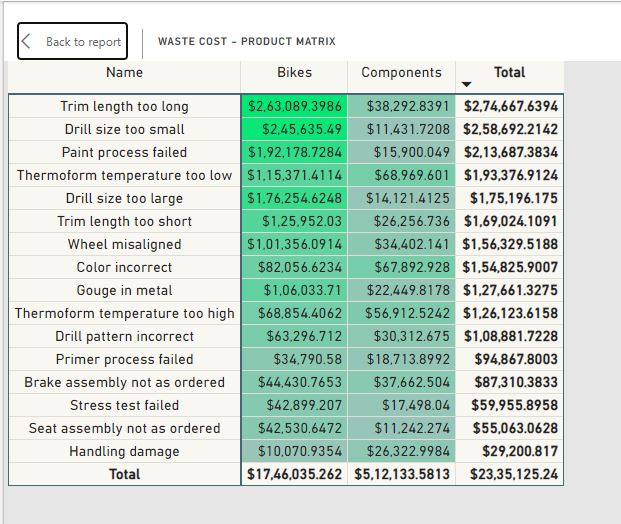 Back to report WASTE COST - PRODUCT MATRIX
Name Bikes Components Total
Trim length too long $2,63,089.3986 $38,292.8391 $2,74,667.6394
Drill size too small $2,45,635.49 $11,431.7208 $2,58,692.2142
Paint process failed $1,92,178.7284 $15,900.049 $2,13,687.3834
Thermoform temperature too low $1,15,371.4114 $68,969.601 $1,93,376.9124
Drill size too large $1,76,254.6248 $14,121.4125 $1,75,196.175
Trim length too short $1,25,952.03 $26,256.736 $1,69,024.1091
Wheel misaligned $1,01,356.0914 $34,402.141 $1,56,329.5188
Color incorrect $82,056.6234 $67,892.928 $1,54,825.9007
Gouge in metal $1,06,033.71 $22,449.8178 $1,27,661.3275
Thermoform temperature too high $68,854.4062 $56,912.5242 $1,26,123.6158
Drill pattern incorrect $63,296.712 $30,312.675 $1,08,881.7228
Primer process failed $34,790.58 $18,713.8992 $94,867.8003
Brake assembly not as ordered $44,430.7653 $37,662.504 $87,310.3833
Stress test failed $42,899.207 $17,498.04 $59,955.8958
Seat assembly not as ordered $42,530.6472 $11,242.274 $55,063.0628
Handling damage $10,070.9354 $26,322.9984 $29,200.817
Total $17,46,035.262 $5,12,133.5813 $23,35,125.24